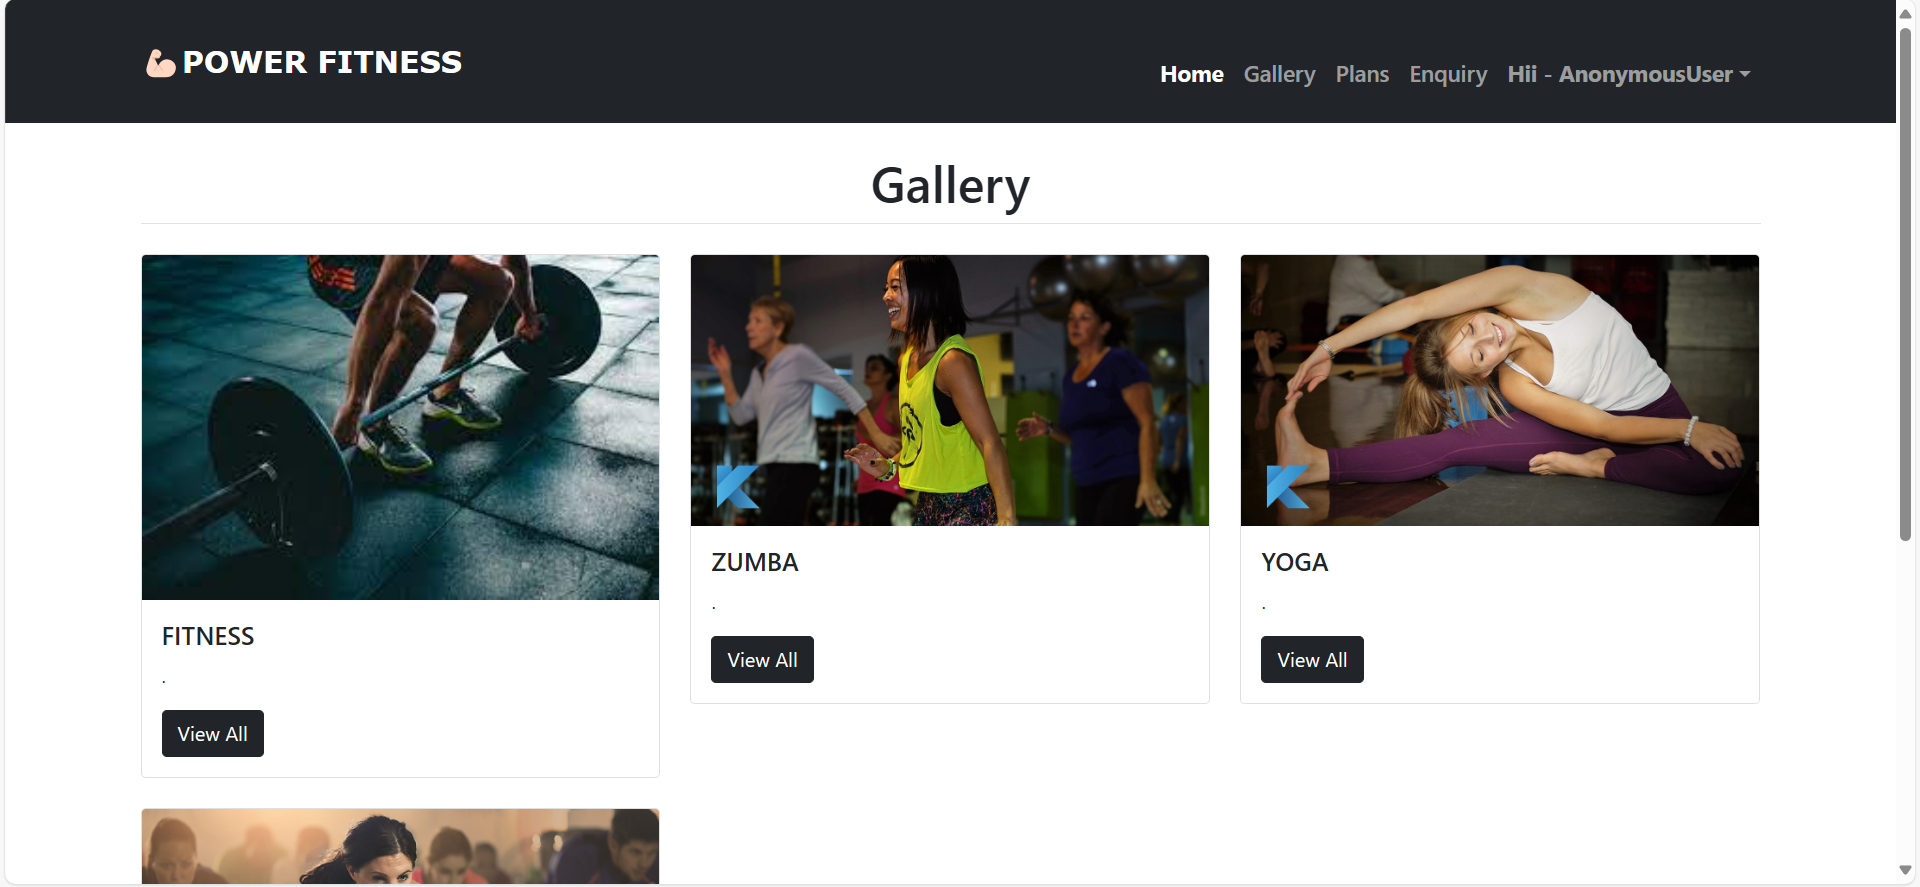 💪POWER FITNESS
Home Gallery Plans Enquiry Hii - AnonymousUser
Gallery
FITNESS
.
View All
ZUMBA
.
View All
YOGA
.
View All